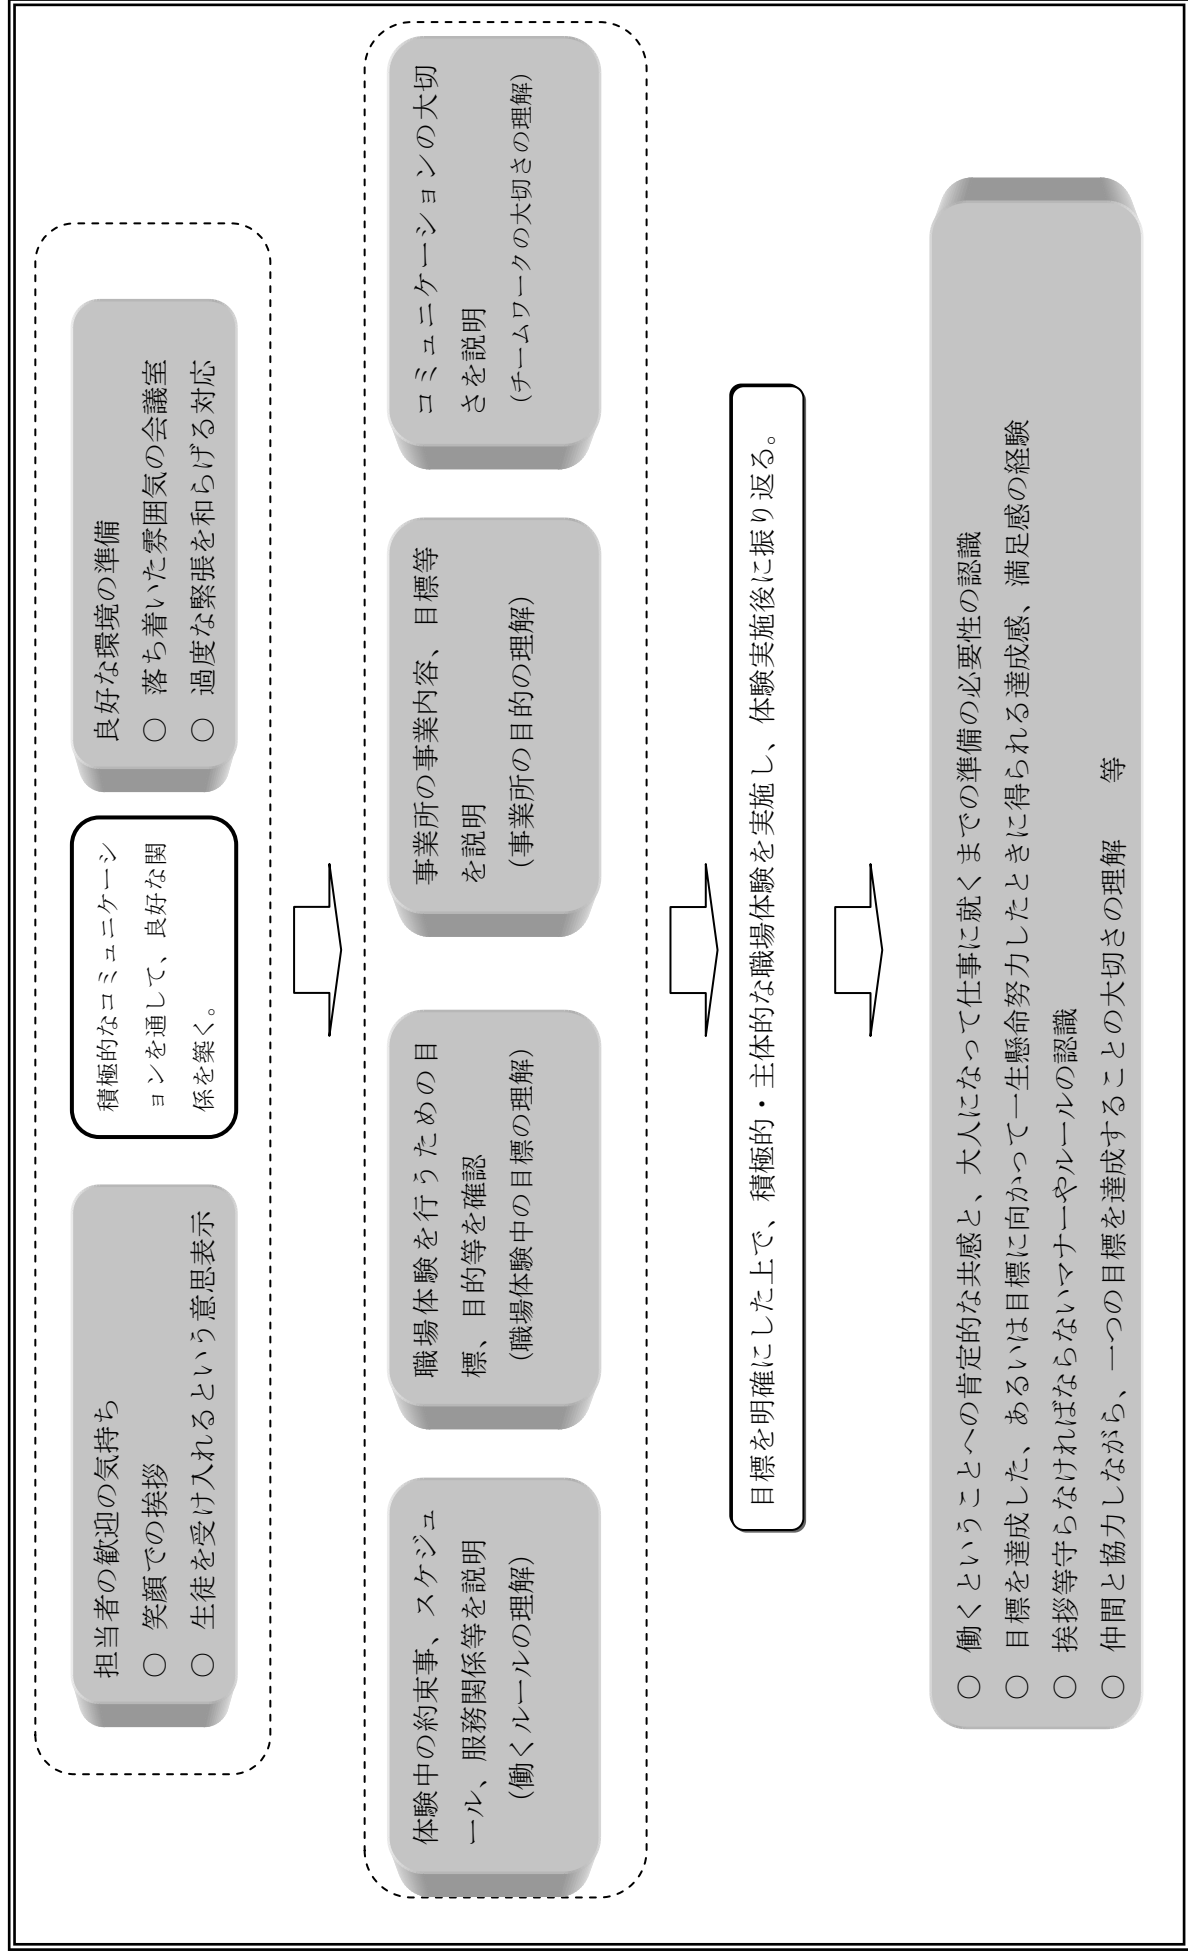 担当者の歓迎の気持ち
○ 笑顔での挨拶
○ 生徒を受け入れるという意思表示
積極的なコミュニケーシ
ョンを通して、良好な関
係を築く。
良好な環境の準備
○ 落ち着いた雰囲気の会議室
○ 過度な緊張を和らげる対応
体験中の約束事、スケジュ
ール、服務関係等を説明
(働くルールの理解)
職場体験を行うための目
標、目的等を確認
(職場体験中の目標の理解)
事業所の事業内容、目標等
を説明
(事業所の目的の理解)
コミュニケーションの大切
さを説明
(チームワークの大切さの理解)
目標を明確にした上で、積極的・主体的な職場体験を実施し、体験実施後に振り返る。
○ 働くということへの肯定的な共感と、大人になって仕事に就くまでの準備の必要性の認識
○ 目標を達成した、あるいは目標に向かって一生懸命努力したときに得られる達成感、満足感の経験
○ 挨拶等守らなければならないマナーやルールの認識
○ 仲間と協力しながら、一つの目標を達成することの大切さの理解　　等